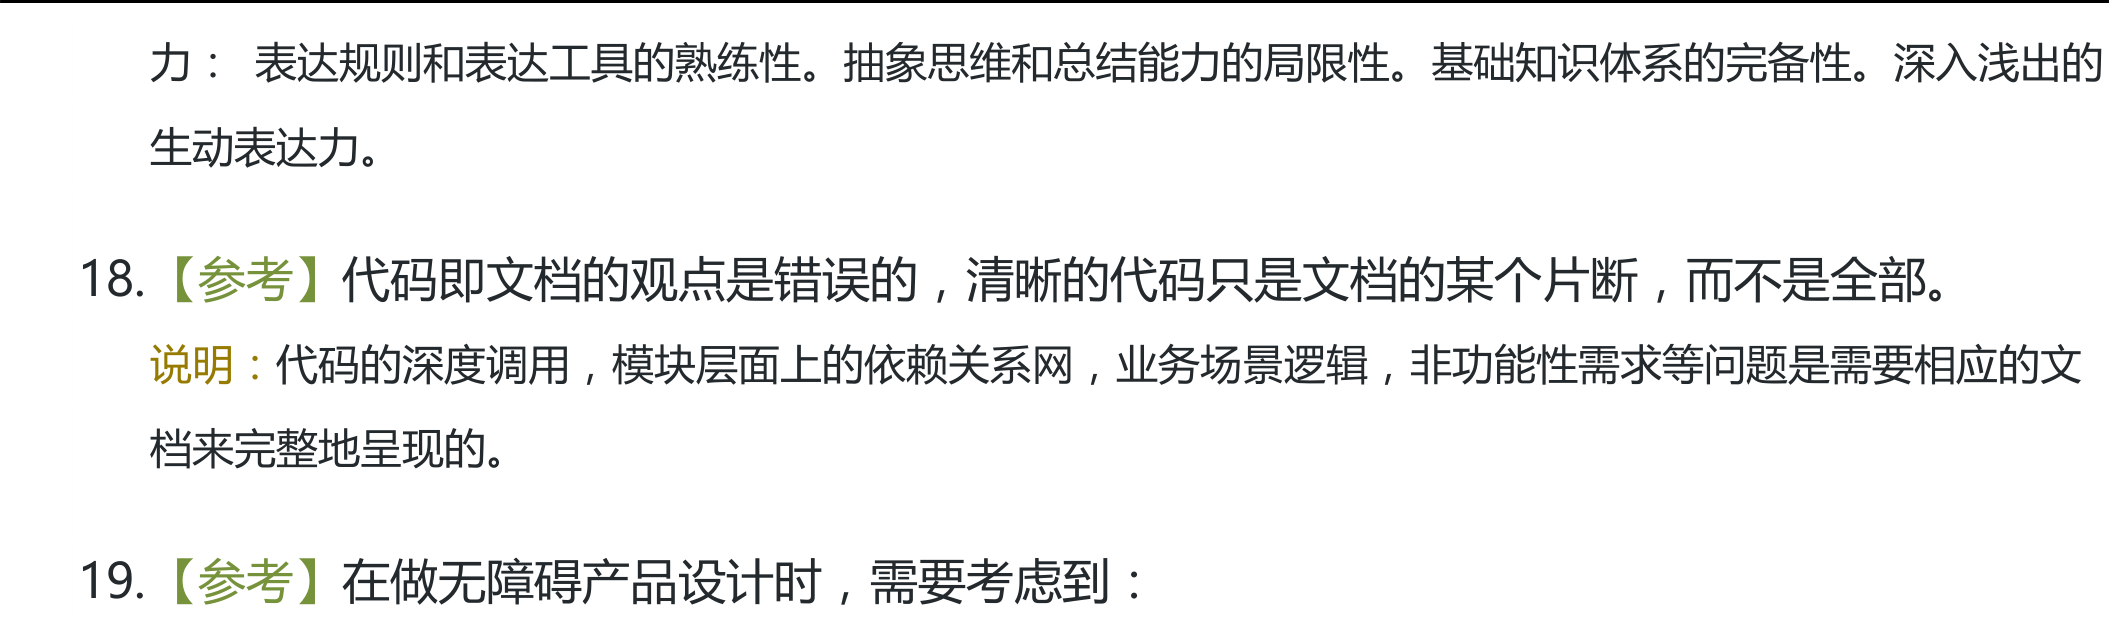 力： 表达规则和表达工具的熟练性。抽象思维和总结能力的局限性。基础知识体系的完备性。深入浅出的
生动表达力。
18.【参考】代码即文档的观点是错误的，清晰的代码只是文档的某个片断，而不是全部。
说明：代码的深度调用，模块层面上的依赖关系网，业务场景逻辑，非功能性需求等问题是需要相应的文
档来完整地呈现的。
19.【参考】在做无障碍产品设计时，需要考虑到：